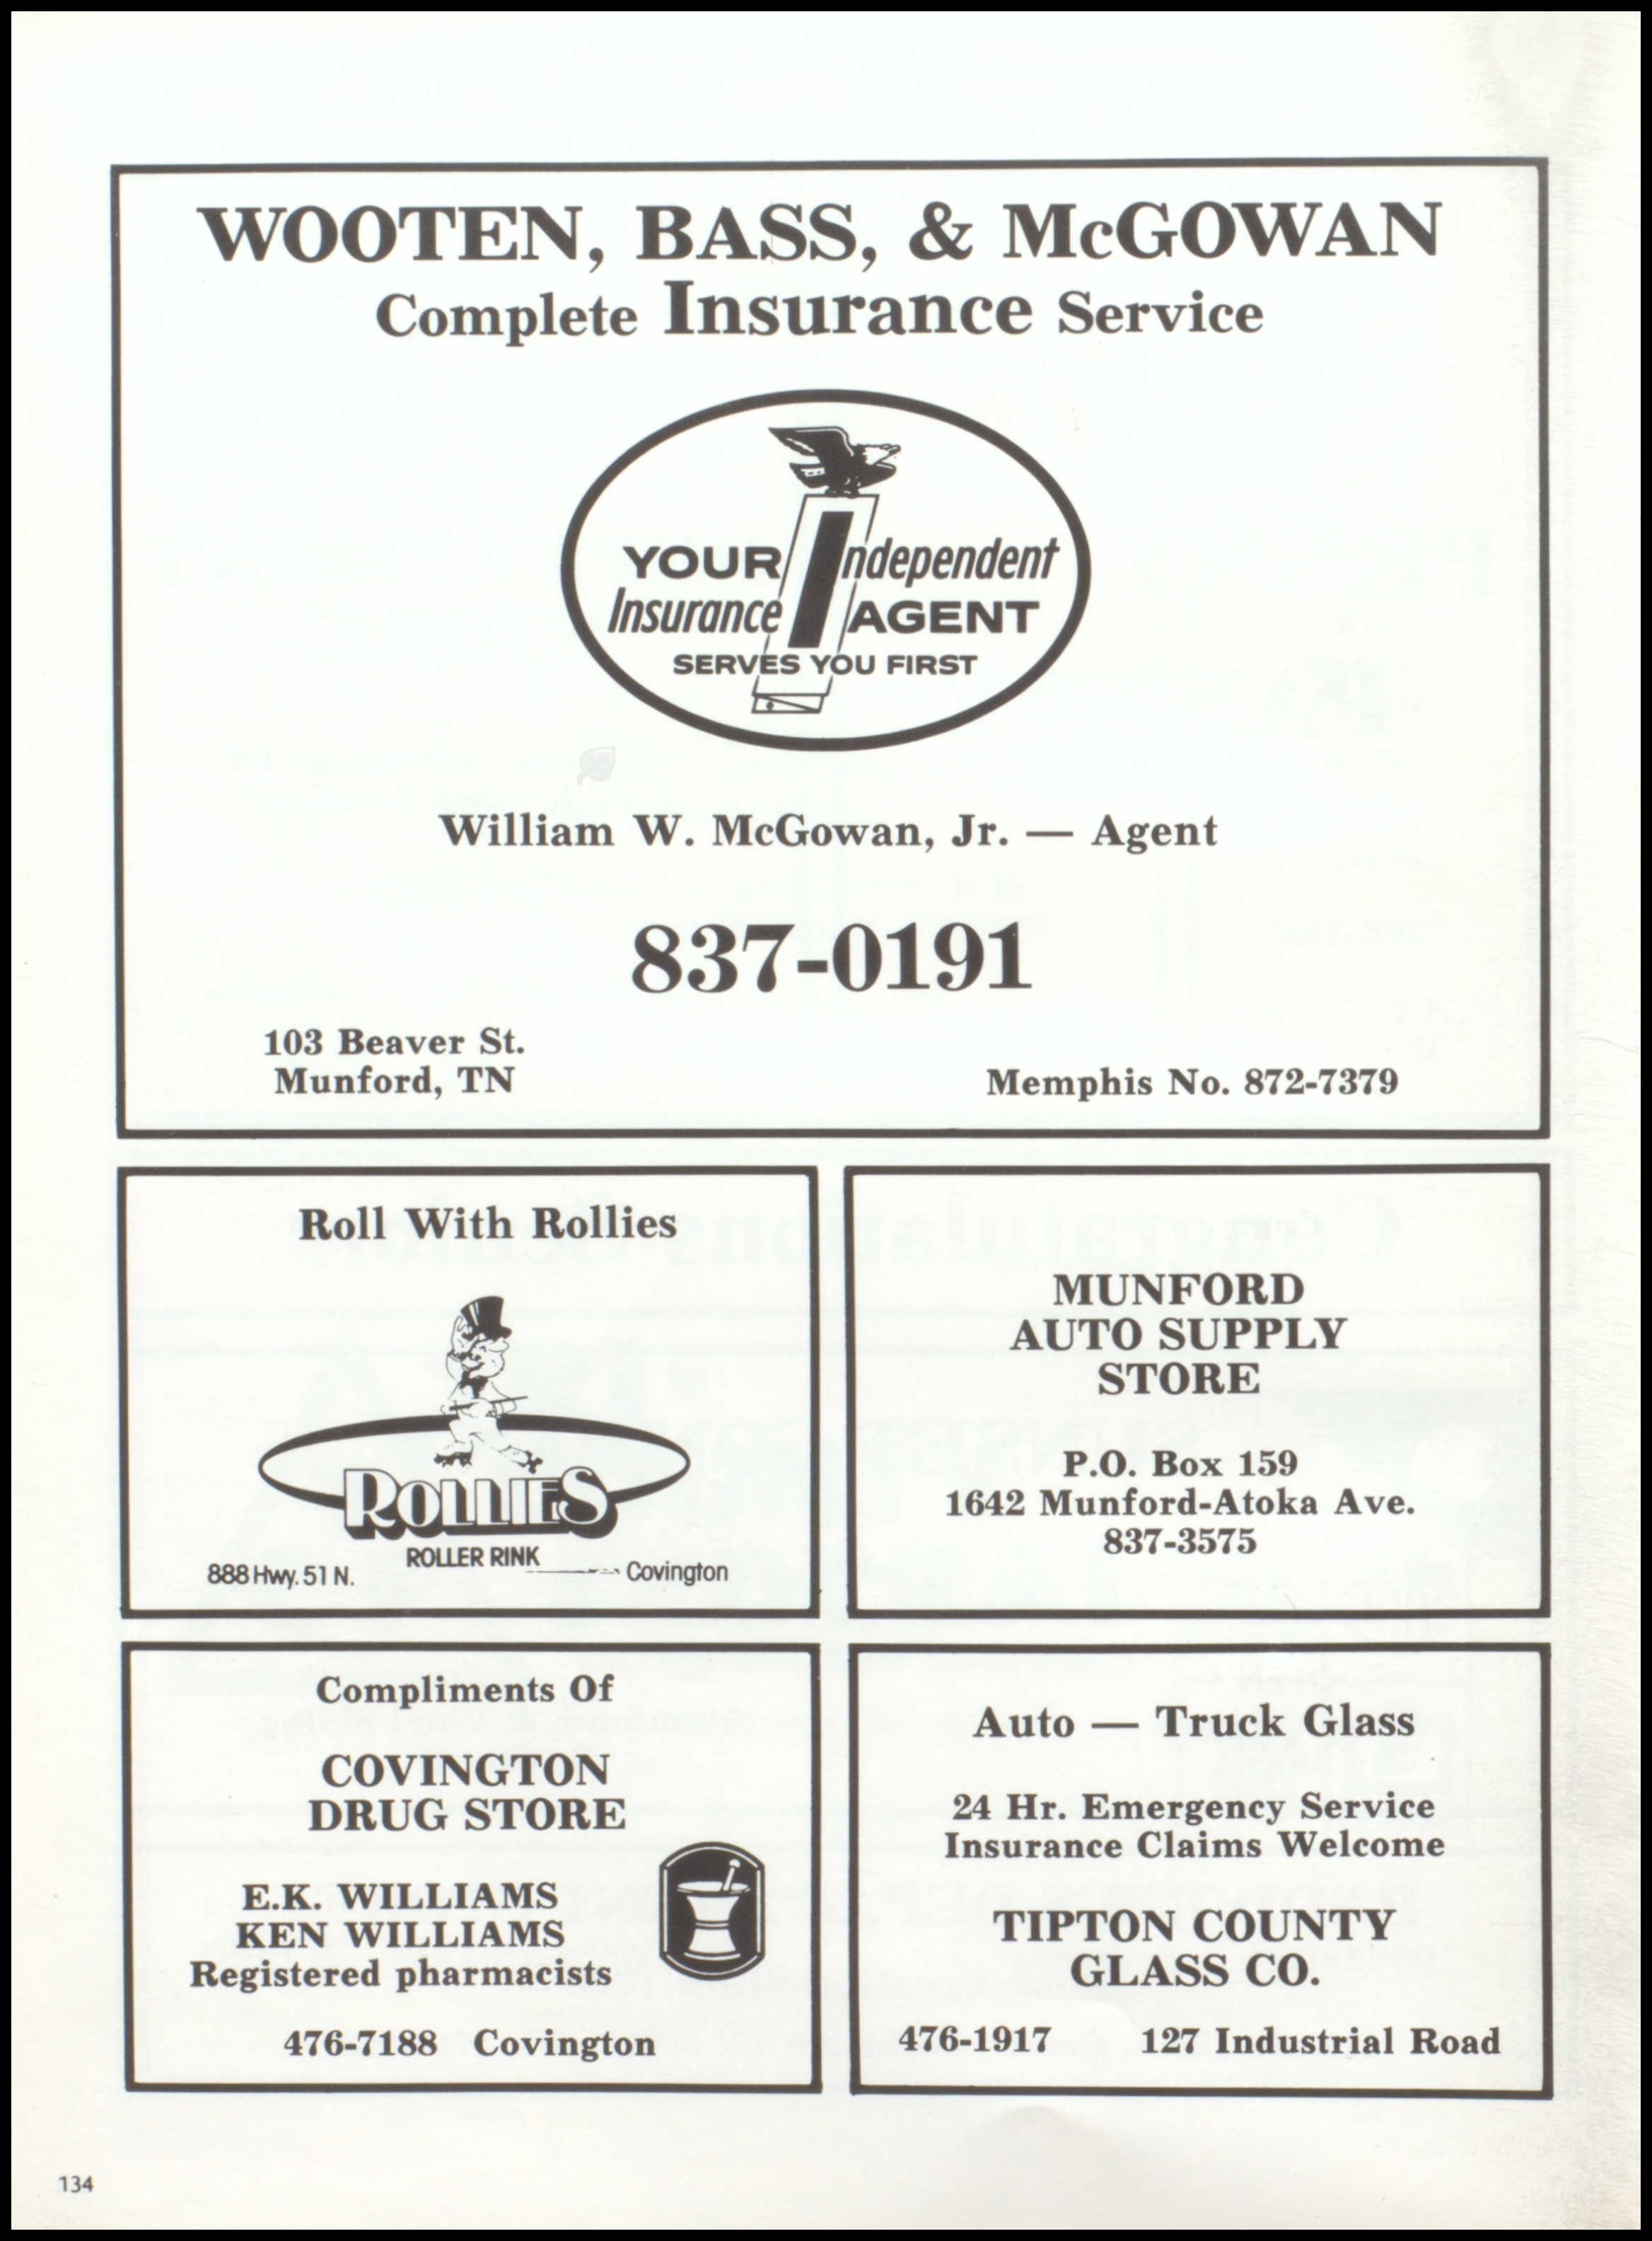 WOOTEN, BASS, & McGOWAN
Complete Insurance Service
YOUR Independent
Insurance AGENT
SERVES YOU FIRST
William W. McGowan, Jr. — Agent
837-0191
103 Beaver St.
Munford, TN
Memphis No. 872-7379
Roll With Rollies
ROLLIES
ROLLER RINK
888 Hwy. 51 N.
Covington
MUNFORD
AUTO SUPPLY
STORE
P.O. Box 159
1642 Munford-Atoka Ave.
837-3575
Compliments Of
COVINGTON
DRUG STORE
E.K. WILLIAMS
KEN WILLIAMS
Registered pharmacists
476-7188 Covington
Auto — Truck Glass
24 Hr. Emergency Service
Insurance Claims Welcome
TIPTON COUNTY
GLASS CO.
476-1917 127 Industrial Road
134